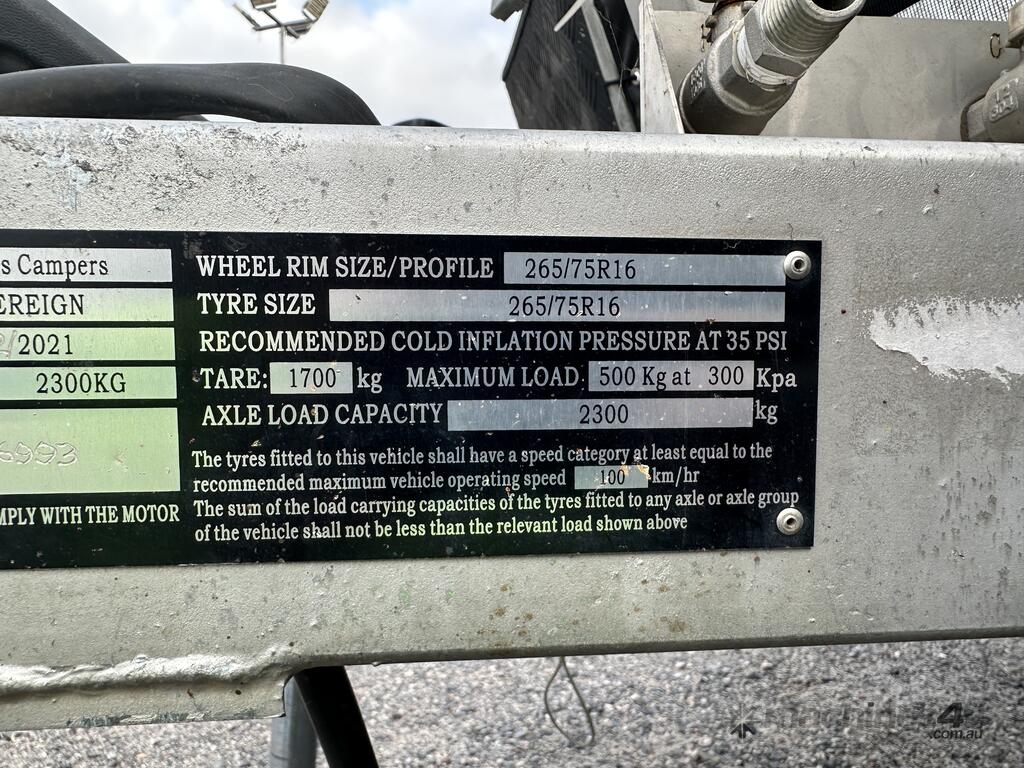 s Campers
EREIGN
/2021
2300KG
6993
MPLY WITH THE MOTOR
WHEEL RIM SIZE/PROFILE 265/75R16
TYRE SIZE 265/75R16
RECOMMENDED COLD INFLATION PRESSURE AT 35 PSI
TARE: 1700 kg MAXIMUM LOAD 500 Kg at 300 Kpa
AXLE LOAD CAPACITY 2300 kg
The tyres fitted to this vehicle shall have a speed category at least equal to the
recommended maximum vehicle operating speed 100 km/hr
The sum of the load carrying capacities of the tyres fitted to any axle or axle group
of the vehicle shall not be less than the relevant load shown above
machines4u
.com.au